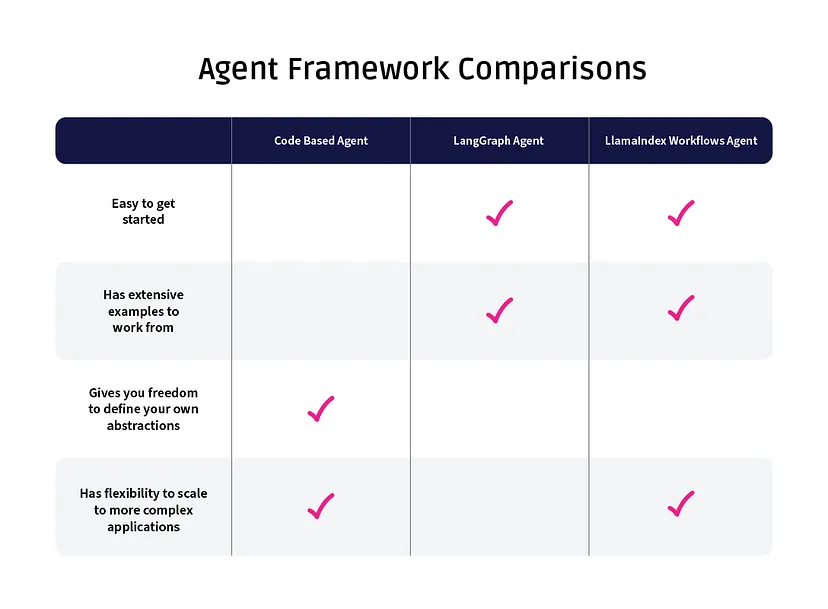 Agent Framework Comparisons
Code Based Agent
LangGraph Agent
LlamaIndex Workflows Agent
Easy to get
started
Has extensive
examples to
work from
Gives you freedom
to define your own
abstractions
Has flexibility to scale
to more complex
applications